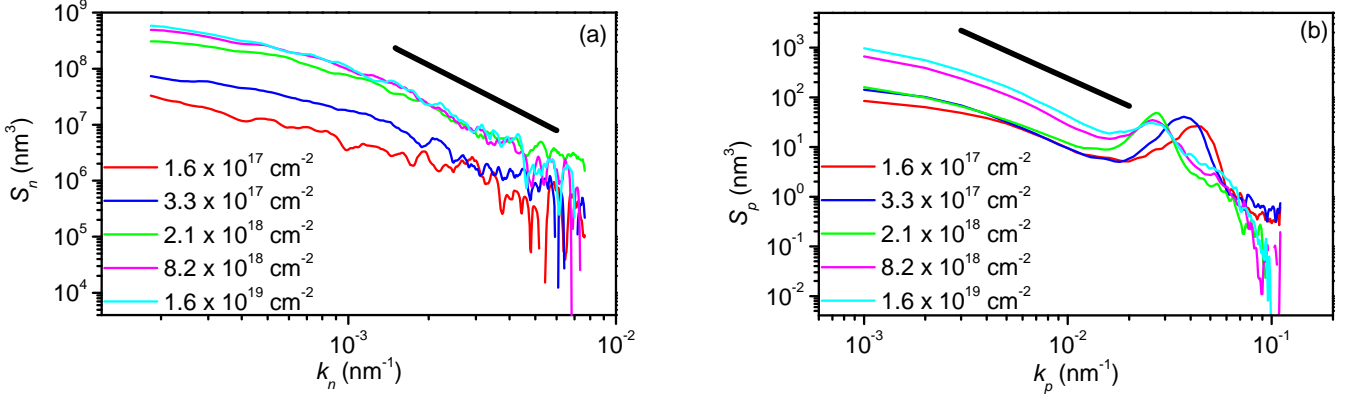 (a)
10^9
10^8
10^7
10^6
10^5
10^4
S_n (nm^3)
1.6 x 10^17 cm^-2
3.3 x 10^17 cm^-2
2.1 x 10^18 cm^-2
8.2 x 10^18 cm^-2
1.6 x 10^19 cm^-2
10^-3
10^-2
k_n (nm^-1)
(b)
10^3
10^2
10^1
10^0
10^-1
10^-2
S_p (nm^3)
1.6 x 10^17 cm^-2
3.3 x 10^17 cm^-2
2.1 x 10^18 cm^-2
8.2 x 10^18 cm^-2
1.6 x 10^19 cm^-2
10^-3
10^-2
10^-1
k_p (nm^-1)